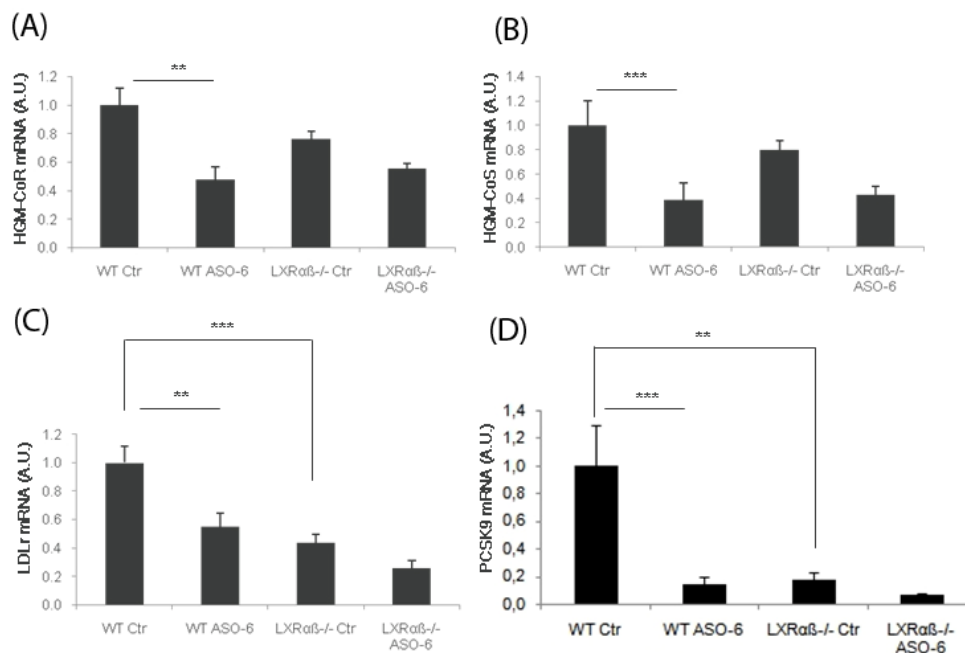 (A)
**
HGM-CoR mRNA (A.U.)
1.2
1.0
0.8
0.6
0.4
0.2
0.0
WT Ctr WT ASO-6 LXRαß-/- Ctr LXRαß-/-
ASO-6
(B)
***
HGM-CoS mRNA (A.U.)
1,4
1.2
1.0
0.8
0.6
0.4
0.2
0.0
WT Ctr WT ASO-6 LXRαß-/- Ctr LXRαß-/-
ASO-6
(C)
***
**
LDLr mRNA (A.U.)
1.2
1.0
0.8
0.6
0.4
0.2
0.0
WT Ctr WT ASO-6 LXRαß-/- Ctr LXRαß-/-
ASO-6
(D)
**
***
PCSK9 mRNA (A.U.)
1,4
1,2
1,0
0,8
0,6
0,4
0,2
0,0
WT Ctr WT ASO-6 LXRαß-/- Ctr LXRαß-/-
ASO-6